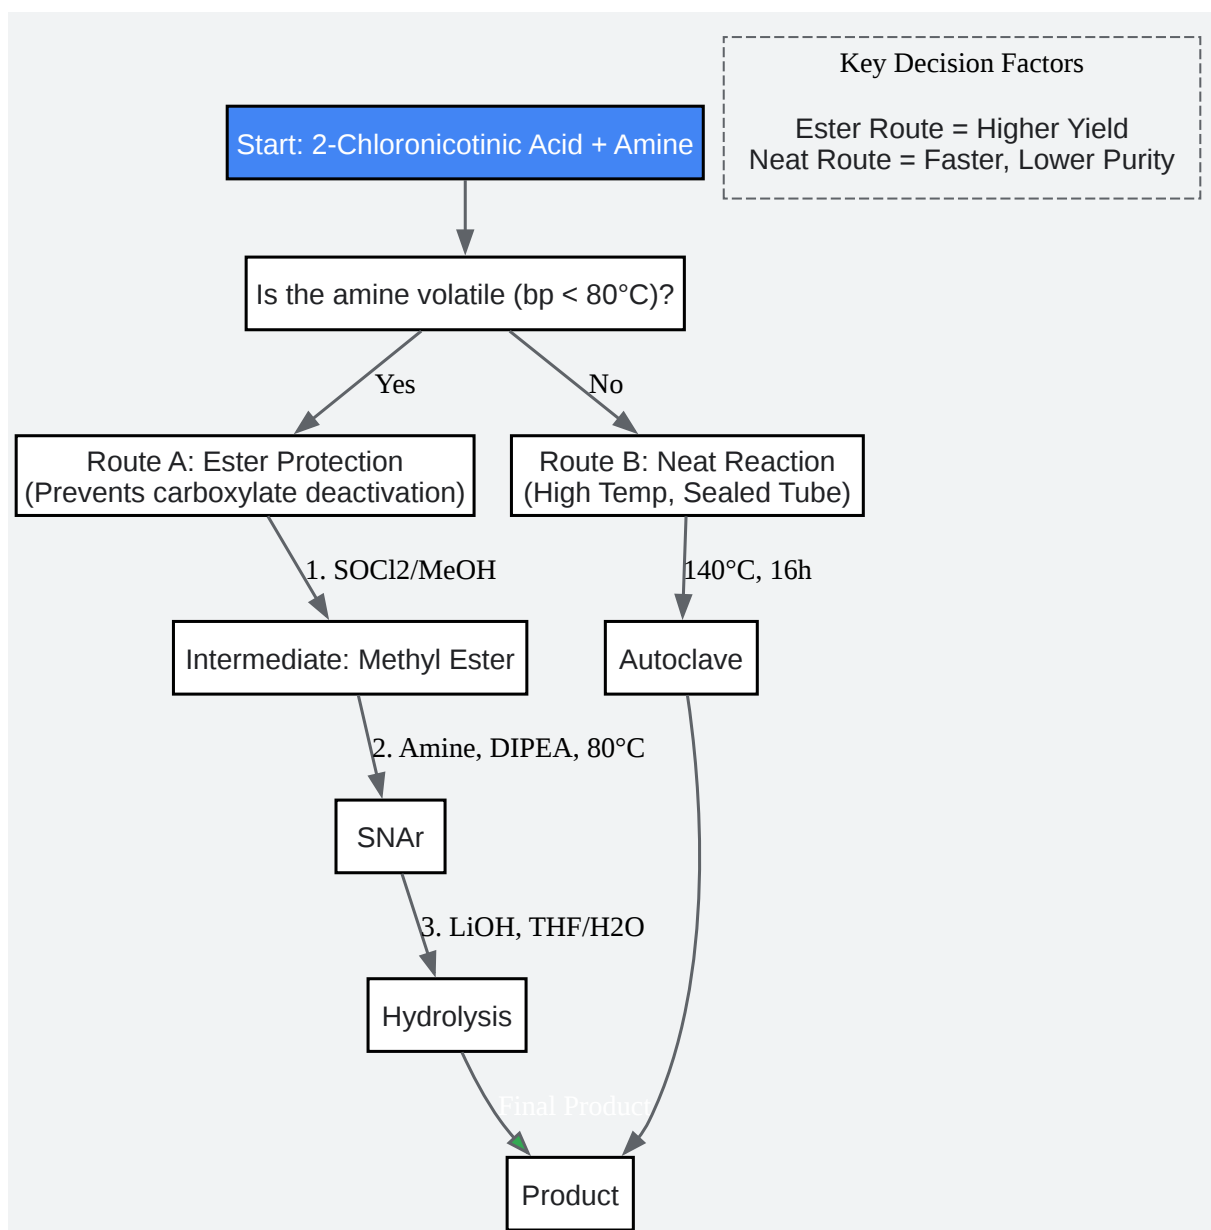 Key Decision Factors
Ester Route = Higher Yield
Neat Route = Faster, Lower Purity
Start: 2-Chloronicotinic Acid + Amine
Is the amine volatile (bp < 80°C)?
Yes
No
Route A: Ester Protection
(Prevents carboxylate deactivation)
Route B: Neat Reaction
(High Temp, Sealed Tube)
1. SOCl2/MeOH
140°C, 16h
Intermediate: Methyl Ester
Autoclave
2. Amine, DIPEA, 80°C
SNAr
3. LiOH, THF/H2O
Hydrolysis
Final Product
Product